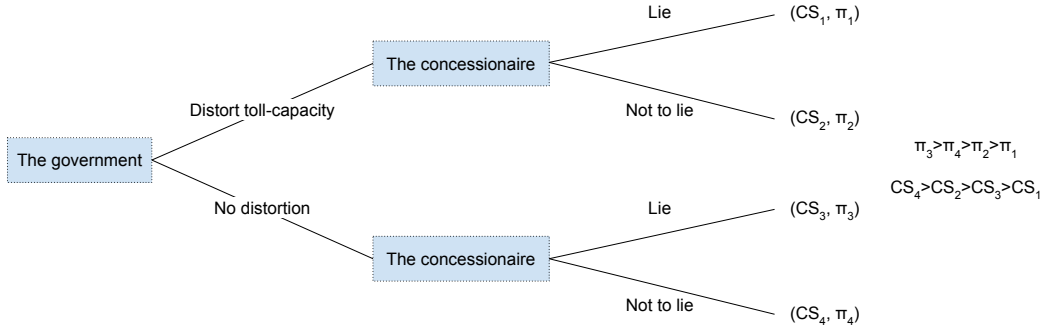 Lie
(CS₁, π₁)
The concessionaire
Distort toll-capacity
Not to lie
(CS₂, π₂)
The government
π₃>π₄>π₂>π₁
CS₄>CS₂>CS₃>CS₁
No distortion
Lie
(CS₃, π₃)
The concessionaire
Not to lie
(CS₄, π₄)